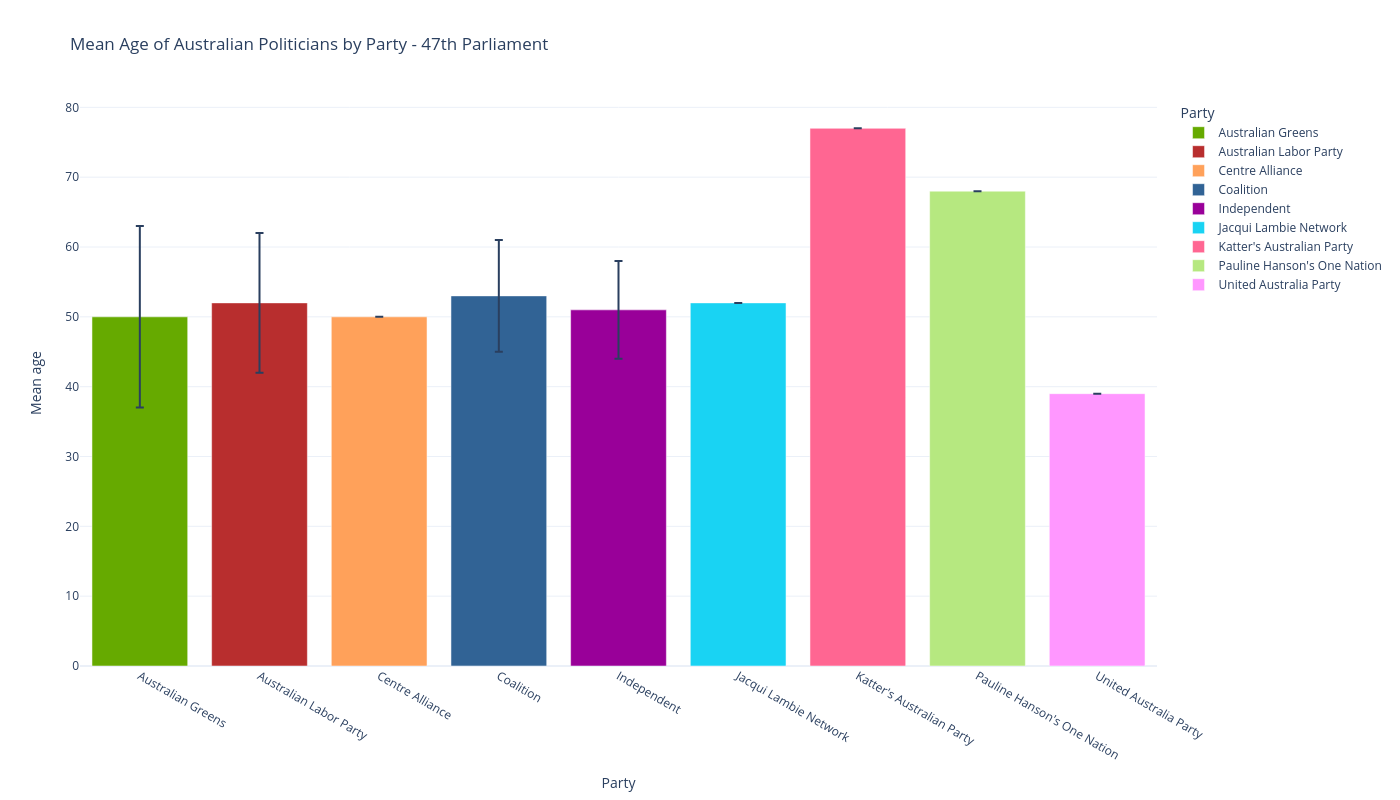 Mean Age of Australian Politicians by Party - 47th Parliament
80
70
60
50
40
30
20
10
0
Mean age
Australian Greens
Australian Labor Party
Centre Alliance
Coalition
Independent
Jacqui Lambie Network
Katter's Australian Party
Pauline Hanson's One Nation
United Australia Party
Party
Party
Australian Greens
Australian Labor Party
Centre Alliance
Coalition
Independent
Jacqui Lambie Network
Katter's Australian Party
Pauline Hanson's One Nation
United Australia Party